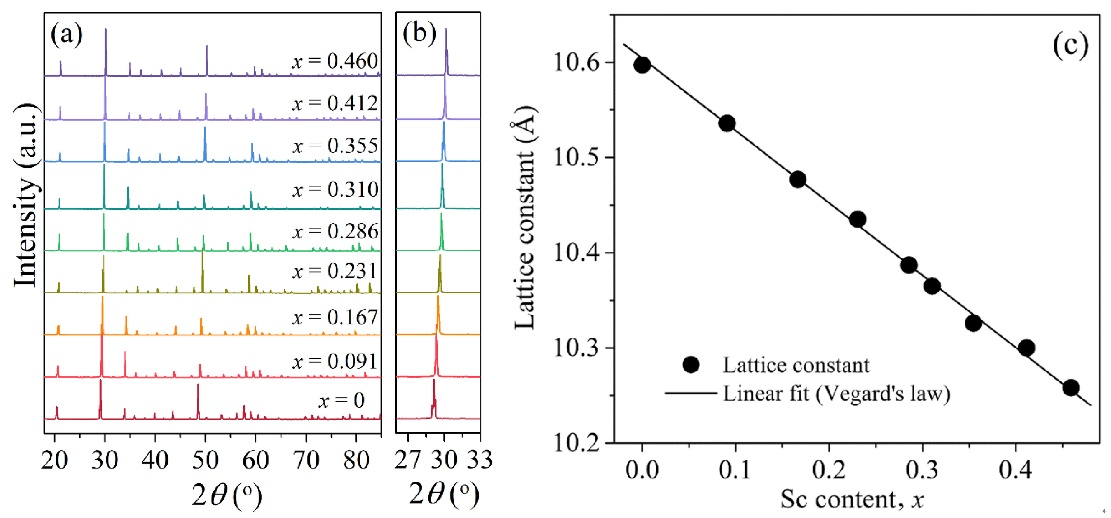 (a)
x = 0.460
x = 0.412
x = 0.355
x = 0.310
x = 0.286
x = 0.231
x = 0.167
x = 0.091
x = 0
Intensity (a.u.)
20 30 40 50 60 70 80
2θ (°)
(b)
27 30 33
2θ (°)
(c)
10.6
10.5
10.4
10.3
10.2
Lattice constant (Å)
Lattice constant
Linear fit (Vegard's law)
0.0 0.1 0.2 0.3 0.4
Sc content, x